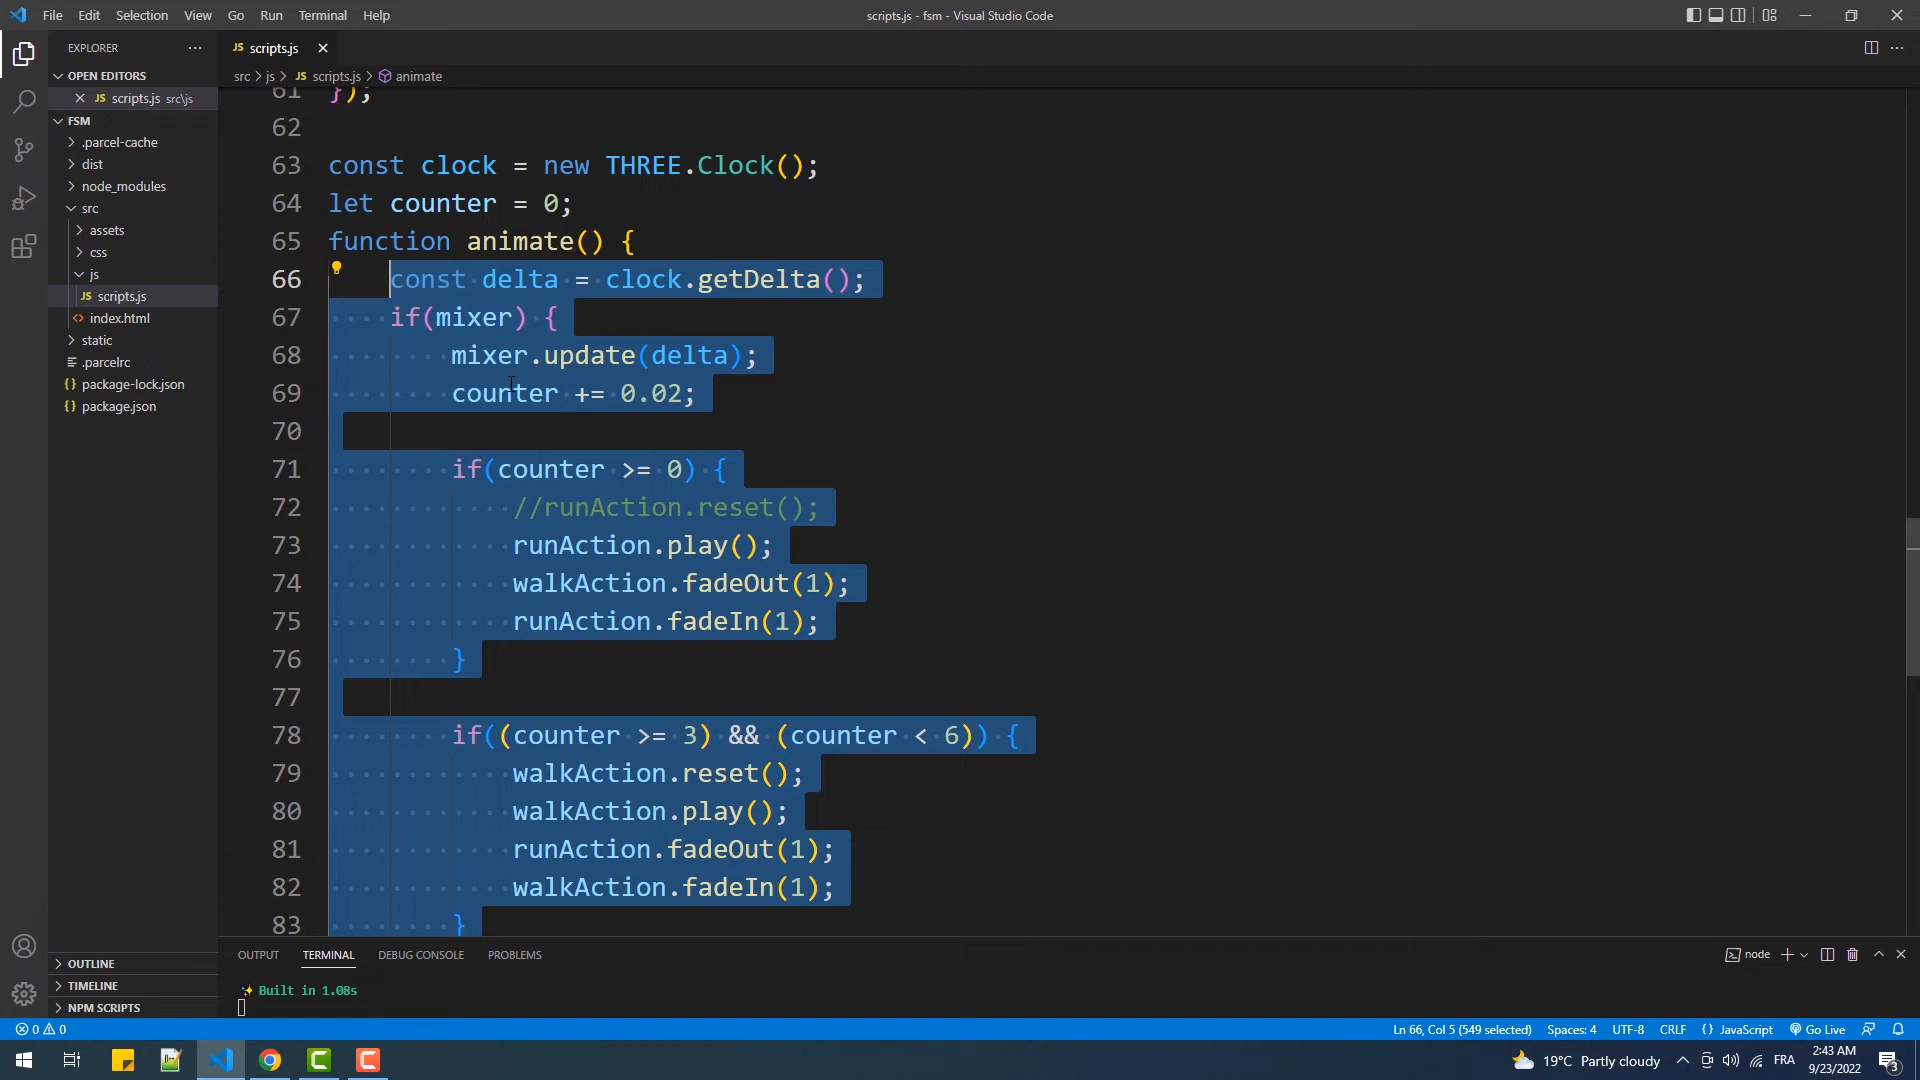 File Edit Selection View Go Run Terminal Help
scripts.js - fsm - Visual Studio Code
EXPLORER
OPEN EDITORS
JS scripts.js src\js
FSM
.parcel-cache
dist
node_modules
src
assets
css
js
JS scripts.js
index.html
static
.parcelrc
package-lock.json
package.json
OUTLINE
TIMELINE
NPM SCRIPTS
JS scripts.js
src > js > JS scripts.js > animate
61 });
62
63 const clock = new THREE.Clock();
64 let counter = 0;
65 function animate() {
66 const delta = clock.getDelta();
67 if(mixer) {
68 mixer.update(delta);
69 counter += 0.02;
70
71 if(counter >= 0) {
72 //runAction.reset();
73 runAction.play();
74 walkAction.fadeOut(1);
75 runAction.fadeIn(1);
76 }
77
78 if((counter >= 3) && (counter < 6)) {
79 walkAction.reset();
80 walkAction.play();
81 runAction.fadeOut(1);
82 walkAction.fadeIn(1);
83 }
OUTPUT TERMINAL DEBUG CONSOLE PROBLEMS
node
Built in 1.08s
0 0
Ln 66, Col 5 (549 selected) Spaces: 4 UTF-8 CRLF {} JavaScript Go Live
19°C Partly cloudy
FRA
2:43 AM
9/23/2022
3